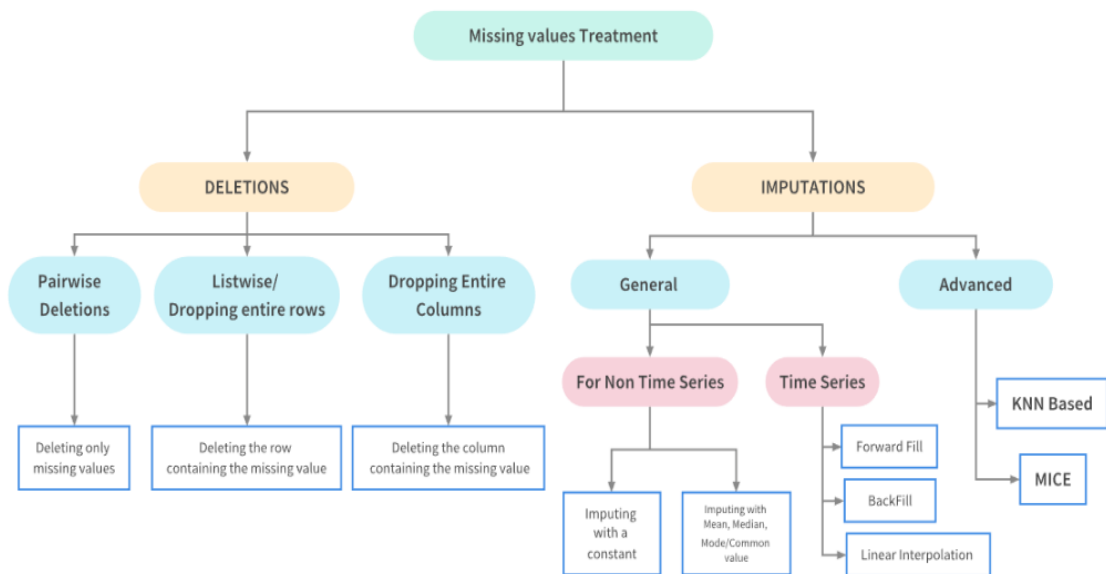 Missing values Treatment
DELETIONS
IMPUTATIONS
Pairwise
Deletions
Listwise/
Dropping entire rows
Dropping Entire
Columns
General
Advanced
For Non Time Series
Time Series
Deleting only
missing values
Deleting the row
containing the missing value
Deleting the column
containing the missing value
Imputing
with a
constant
Imputing with
Mean, Median,
Mode/Common
value
Forward Fill
BackFill
Linear Interpolation
KNN Based
MICE